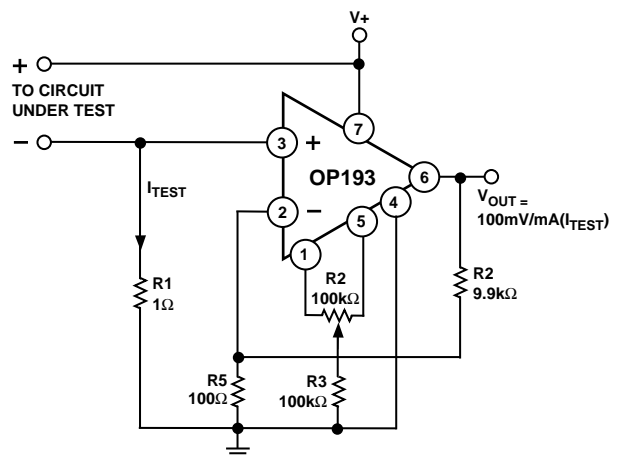 V+
+
TO CIRCUIT
UNDER TEST
–
7
3
+
6
OP193
ITEST
2
–
4
5
VOUT =
100mV/mA(ITEST)
1
R1
1Ω
R2
100kΩ
R2
9.9kΩ
R5
100Ω
R3
100kΩ